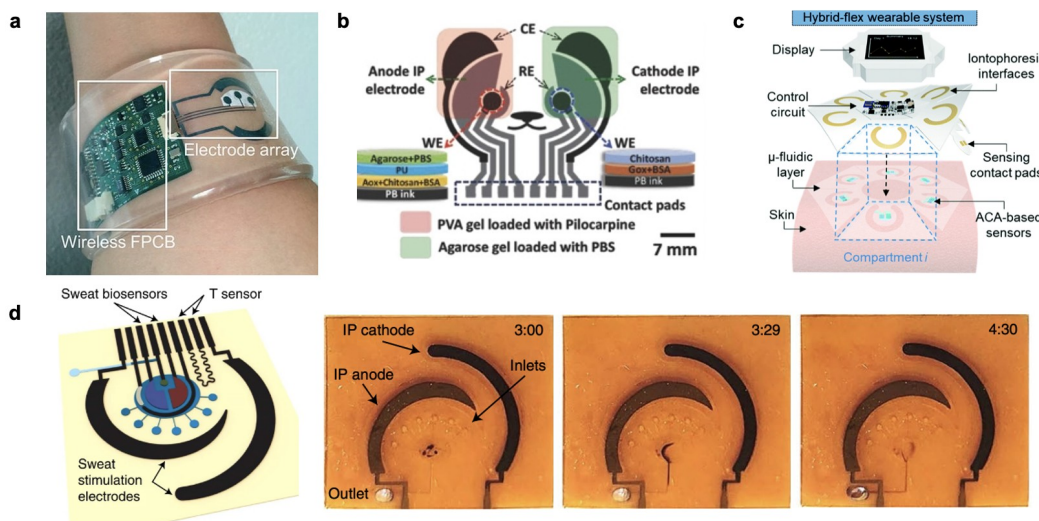 a
Electrode array
Wireless FPCB
b
CE
Anode IP
electrode
RE
Cathode IP
electrode
WE
WE
Agarose+PBS
PU
Aox+Chitosan+BSA
PB ink
Chitosan
Gox+BSA
PB ink
Contact pads
PVA gel loaded with Pilocarpine
Agarose gel loaded with PBS
7 mm
c
Hybrid-flex wearable system
Display
Iontophoresis
interfaces
Control
circuit
μ-fluidic
layer
Sensing
contact pads
Skin
ACA-based
sensors
Compartment i
d
Sweat biosensors
T sensor
Sweat
stimulation
electrodes
IP cathode
3:00
IP anode
Inlets
Outlet
3:29
4:30